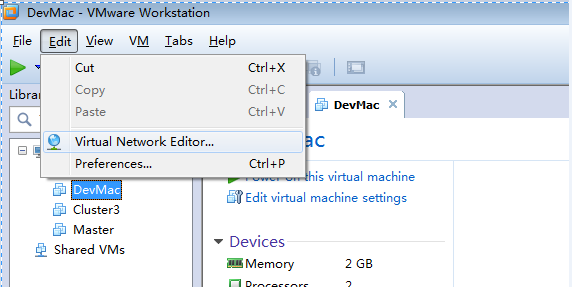 DevMac - VMware Workstation
File Edit View VM Tabs Help
Cut Ctrl+X
Copy Ctrl+C
Paste Ctrl+V
Virtual Network Editor...
Preferences... Ctrl+P
Librar
DevMac
ac
on this virtual machine
Edit virtual machine settings
DevMac
Cluster3
Master
Shared VMs
Devices
Memory 2 GB
Processors 2